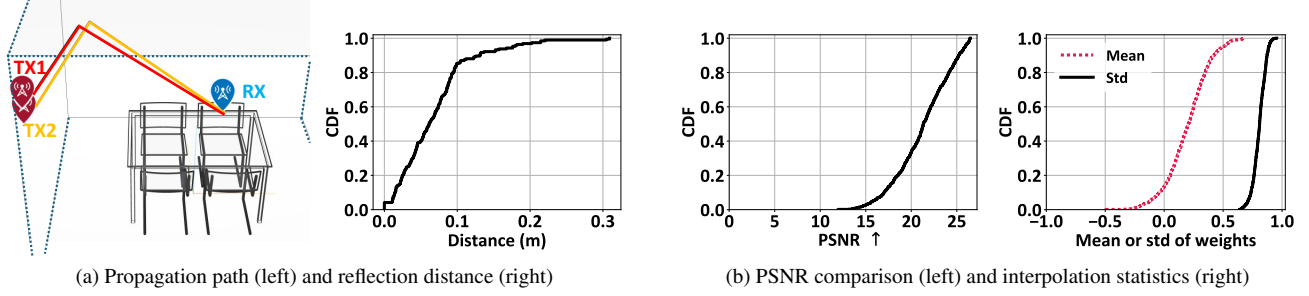 TX1
TX2
RX
CDF
1.0
0.8
0.6
0.4
0.2
0.0
0.0 0.1 0.2 0.3
Distance (m)
(a) Propagation path (left) and reflection distance (right)
CDF
1.0
0.8
0.6
0.4
0.2
0.0
0 5 10 15 20 25
PSNR ↑
CDF
1.0
0.8
0.6
0.4
0.2
0.0
Mean
Std
−1.0 −0.5 0.0 0.5 1.0
Mean or std of weights
(b) PSNR comparison (left) and interpolation statistics (right)